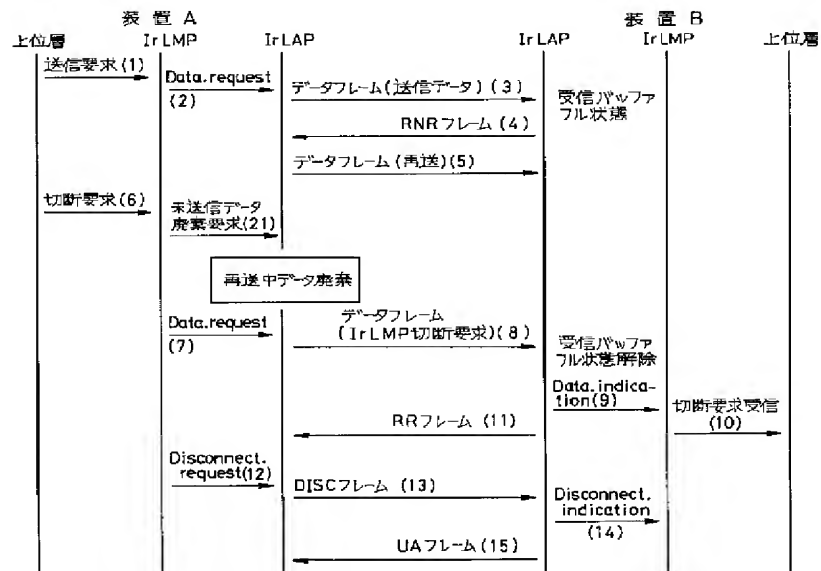 装置A
装置B
上位層
IrLMP
IrLAP
IrLAP
IrLMP
上位層
送信要求(1)
Data.request
(2)
データフレーム(送信データ)(3)
受信バッファ
フル状態
RNRフレーム(4)
データフレーム(再送)(5)
切断要求(6)
未送信データ
廃棄要求(21)
再送中データ廃棄
Data.request
(7)
データフレーム
(IrLMP切断要求)(8)
受信バッファ
フル状態解除
Data.indica-
tion(9)
切断要求受信
(10)
RRフレーム(11)
Disconnect.
request(12)
DISCフレーム(13)
Disconnect.
indication
(14)
UAフレーム(15)